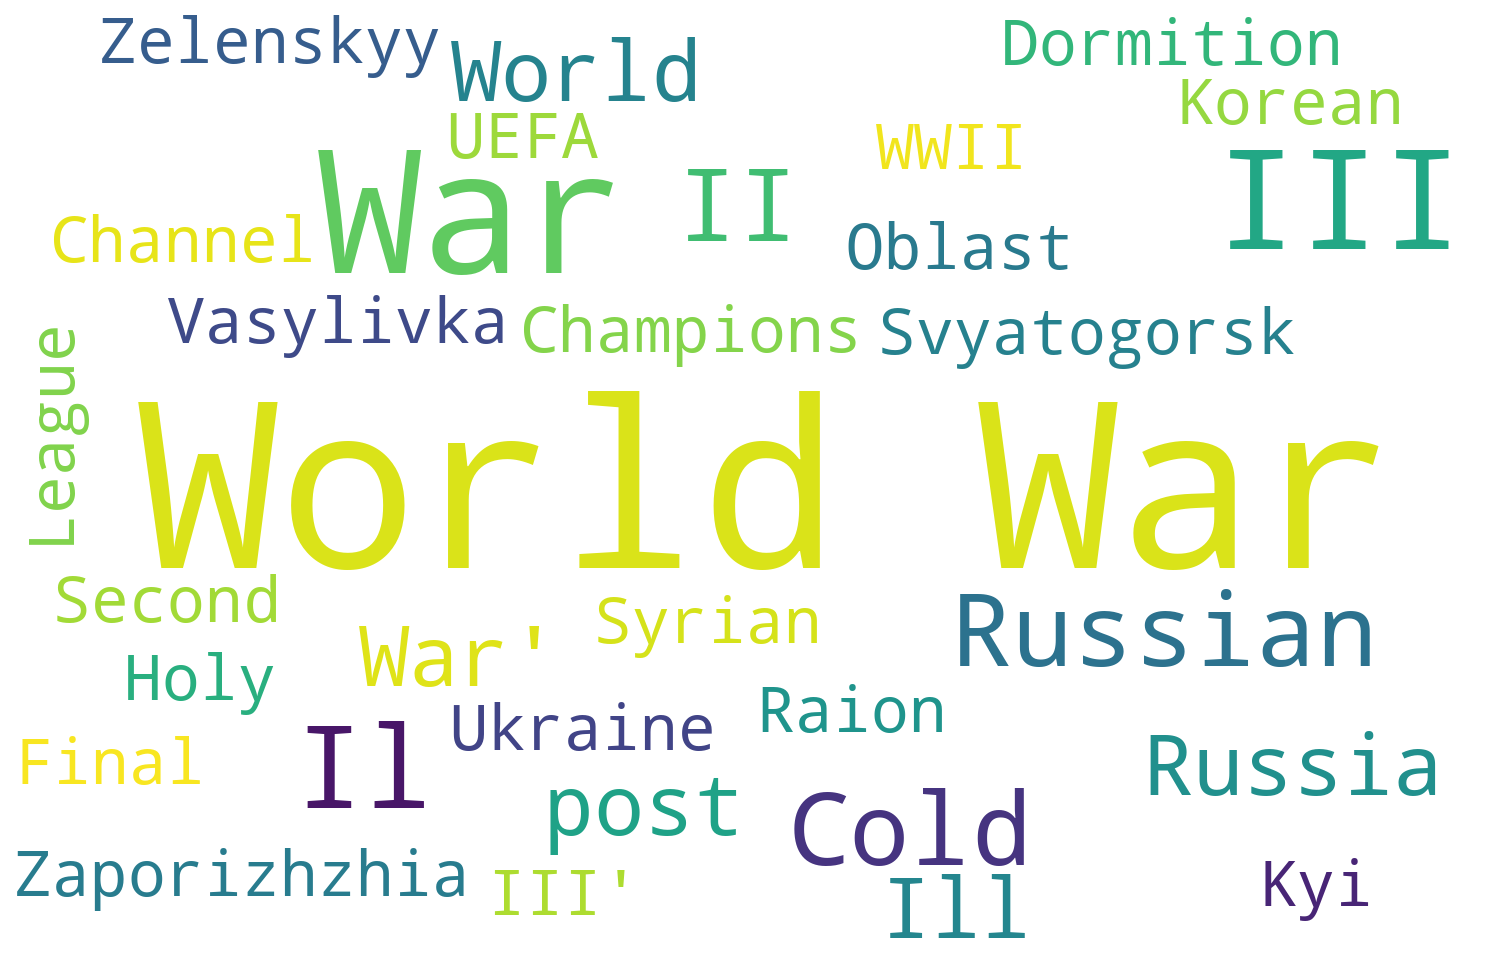 Zelenskyy
World
Dormition
Korean
UEFA
WWII
War
II
III
Channel
Oblast
Vasylivka
Champions
Svyatogorsk
League
World War
Second
Syrian
Russian
War'
Holy
Raion
Ukraine
Final
Il
Russia
post
Cold
Zaporizhzhia
III'
Ill
Kyi